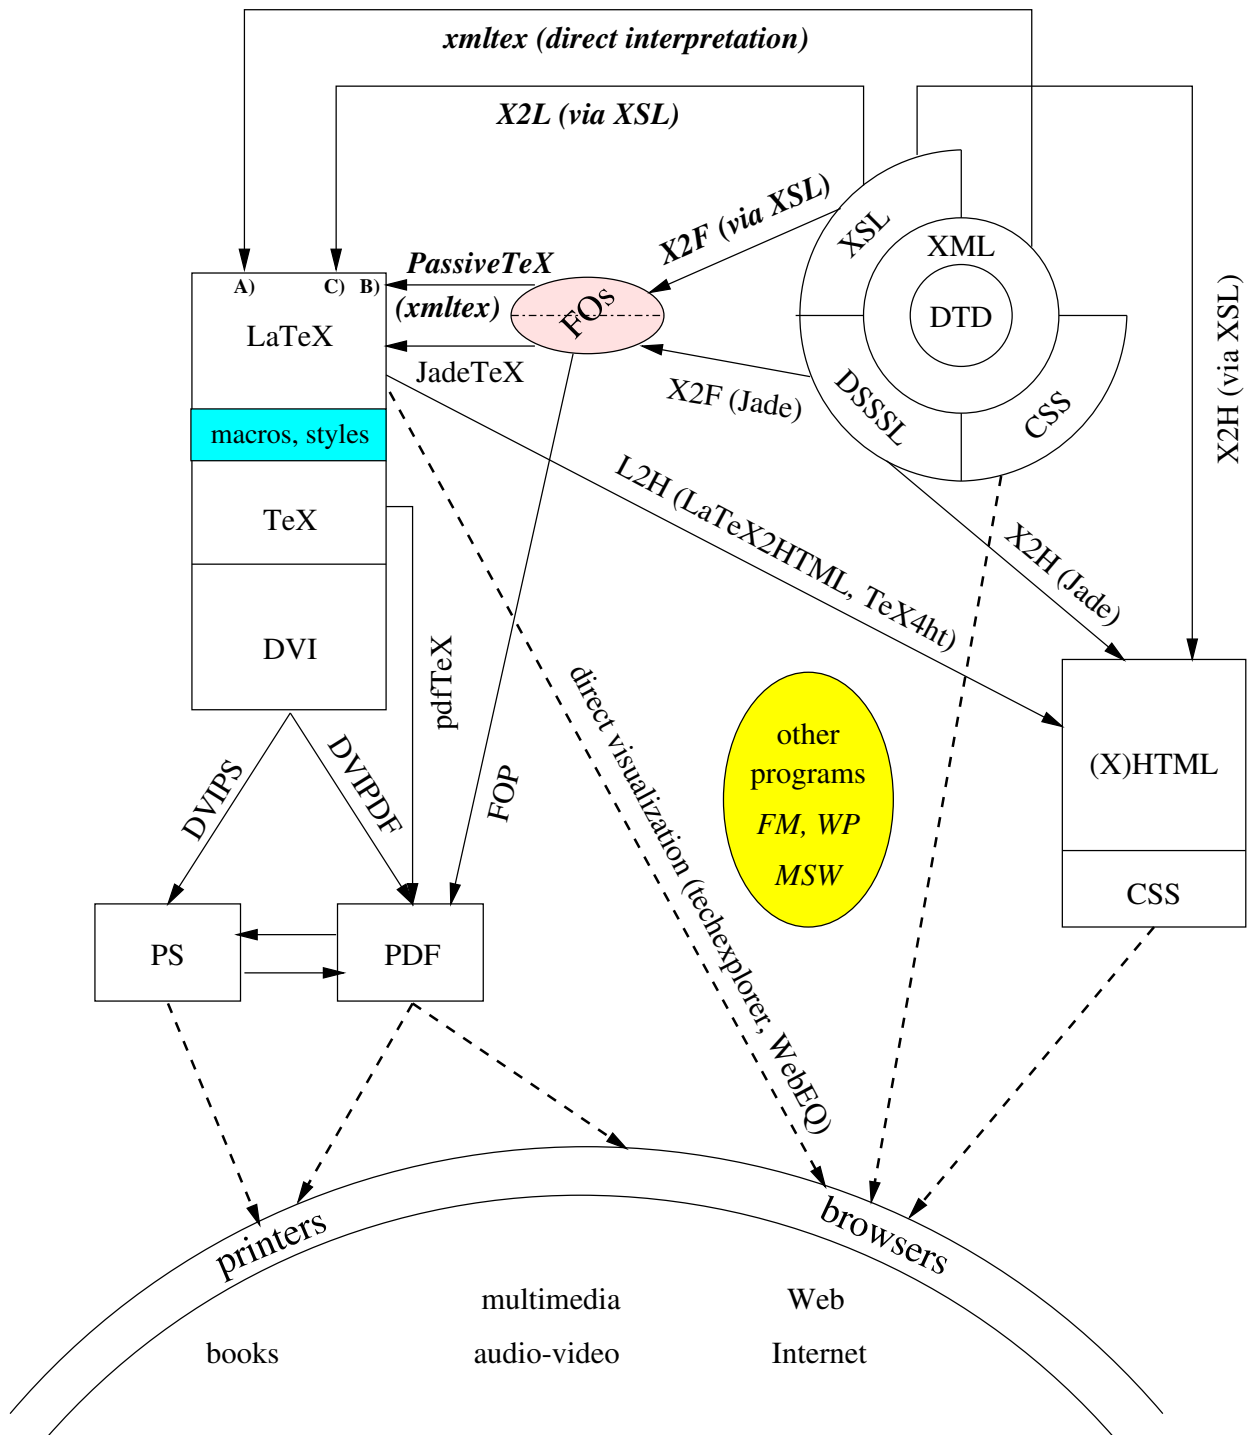 xmltex (direct interpretation)
X2L (via XSL)
X2F (via XSL)
XSL
XML
DTD
DSSSL
CSS
X2H (via XSL)
PassiveTeX
(xmltex)
FOs
A)
C)
B)
LaTeX
JadeTeX
X2F (Jade)
macros, styles
L2H (LaTeX2HTML, TeX4ht)
X2H (Jade)
TeX
DVI
pdfTeX
direct visualization (techexplorer, WebEQ)
other
programs
FM, WP
MSW
(X)HTML
CSS
DVIPS
DVIPDF
FOP
PS
PDF
printers
browsers
multimedia
Web
books
audio-video
Internet